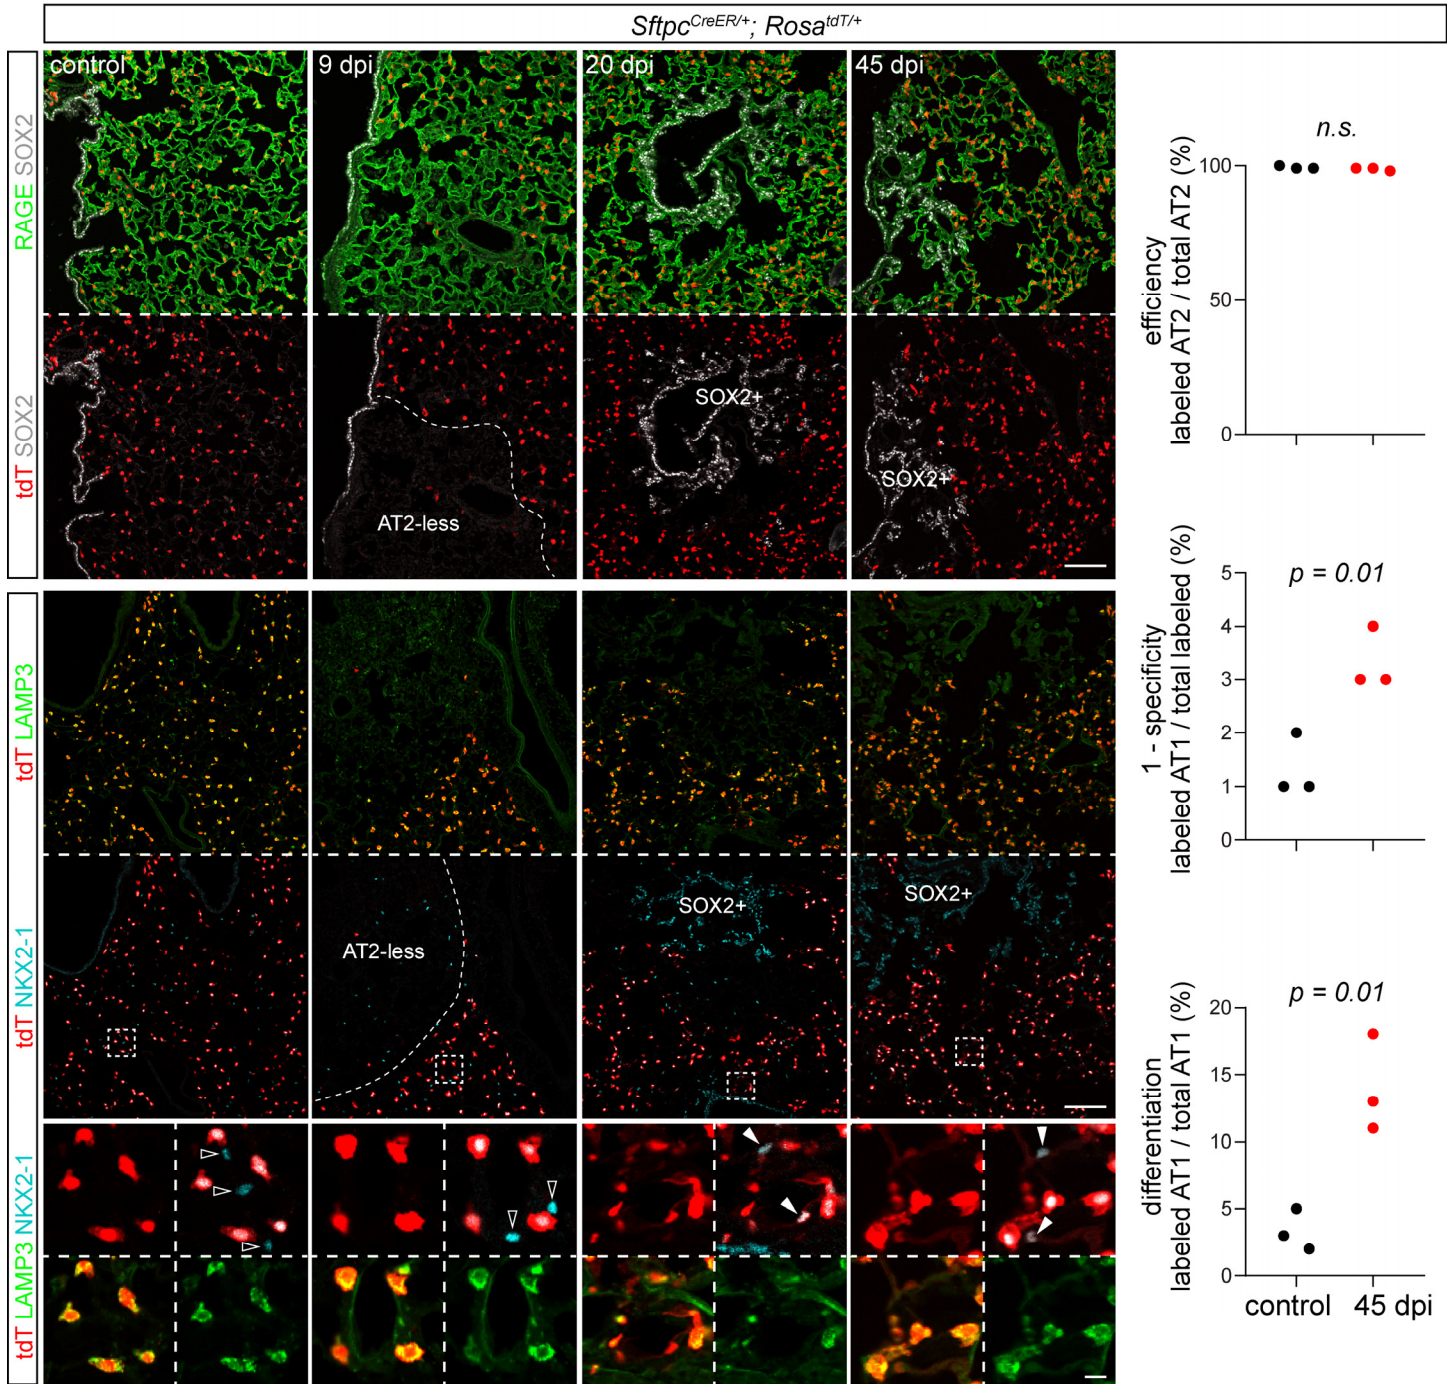 Sftpc^CreER/+; Rosa^tdT/+
control
9 dpi
20 dpi
45 dpi
RAGE SOX2
tdT SOX2
AT2-less
SOX2+
SOX2+
tdT LAMP3
tdT NKX2-1
AT2-less
SOX2+
SOX2+
tdT LAMP3 NKX2-1
n.s.
efficiency
labeled AT2 / total AT2 (%)
100
50
0
p = 0.01
1 - specificity
labeled AT1 / total labeled (%)
5
4
3
2
1
0
p = 0.01
differentiation
labeled AT1 / total AT1 (%)
20
15
10
5
0
control
45 dpi